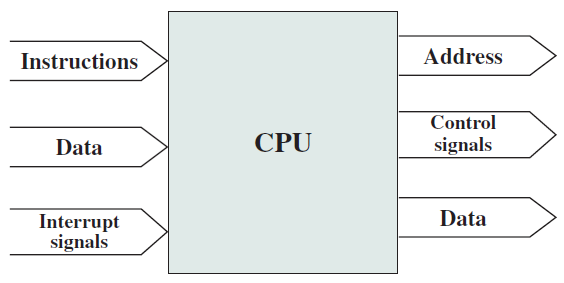 Instructions
Data
Interrupt
signals
CPU
Address
Control
signals
Data